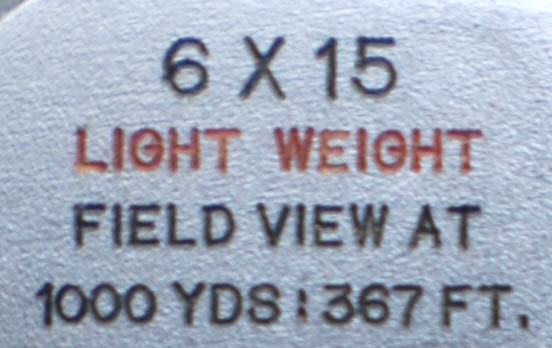 6 X 15
LIGHT WEIGHT
FIELD VIEW AT
1000 YDS : 367 FT.